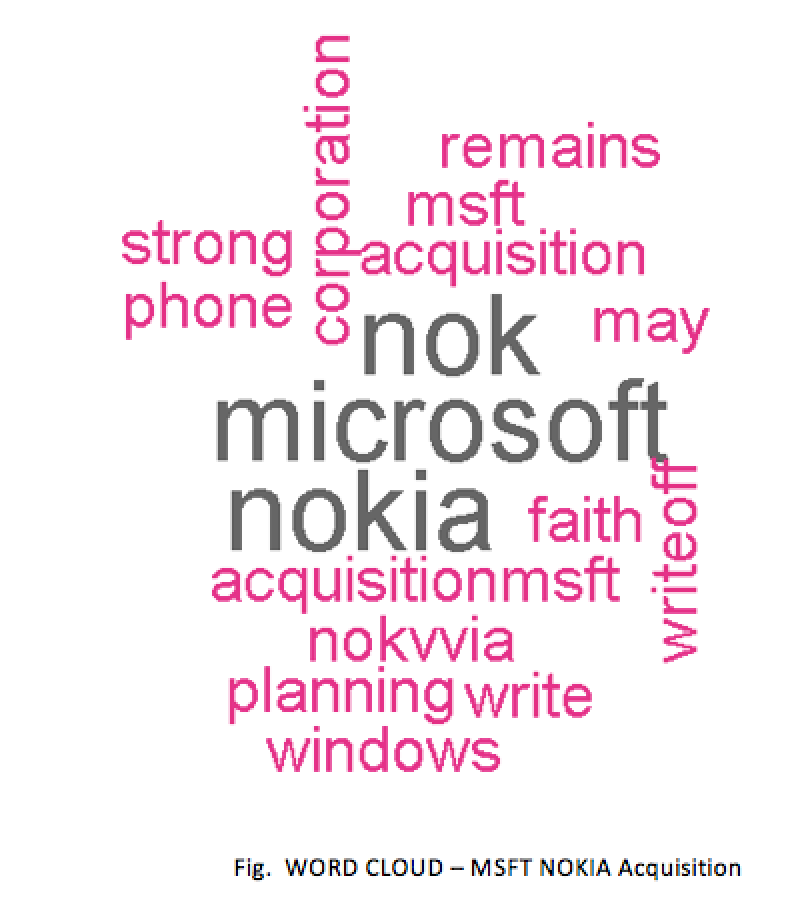 corporation
remains
msft
strong
acquisition
phone
nok
may
microsoft
nokia
faith
writeoff
acquisitionmsft
nokvvia
planning write
windows
Fig. WORD CLOUD – MSFT NOKIA Acquisition